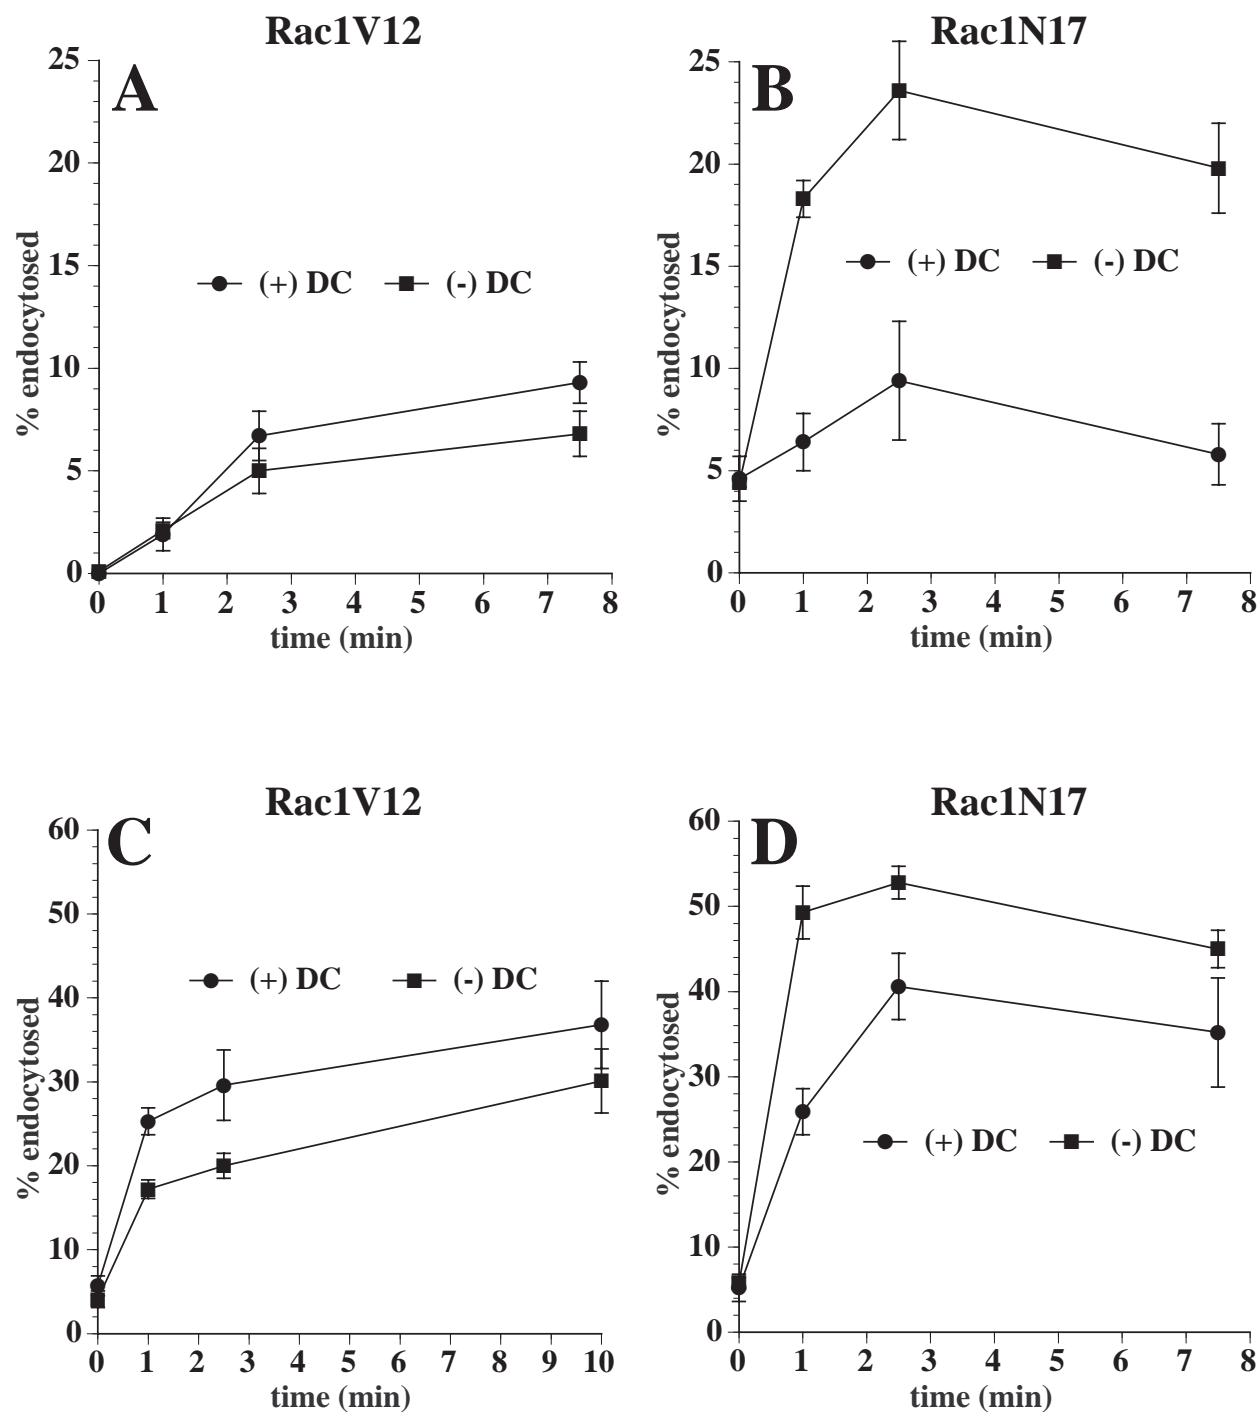 Rac1V12
A
25
20
15
10
5
0
% endocytosed
(+) DC (-) DC
0 1 2 3 4 5 6 7 8
time (min)
Rac1N17
B
25
20
15
10
5
0
% endocytosed
(+) DC (-) DC
0 1 2 3 4 5 6 7 8
time (min)
Rac1V12
C
60
50
40
30
20
10
0
% endocytosed
(+) DC (-) DC
0 1 2 3 4 5 6 7 8 9 10
time (min)
Rac1N17
D
60
50
40
30
20
10
0
% endocytosed
(+) DC (-) DC
0 1 2 3 4 5 6 7 8
time (min)